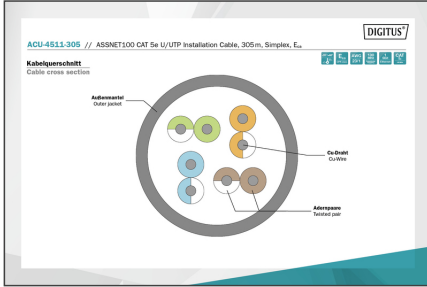 DIGITUS®
ACU-4511-305 // ASSNET100 CAT 5e U/UTP Installation Cable, 305 m, Simplex, Eca
Kabelquerschnitt
Cable cross section
Außenmantel
Outer jacket
Cu-Draht
Cu-Wire
Adernpaare
Twisted pair